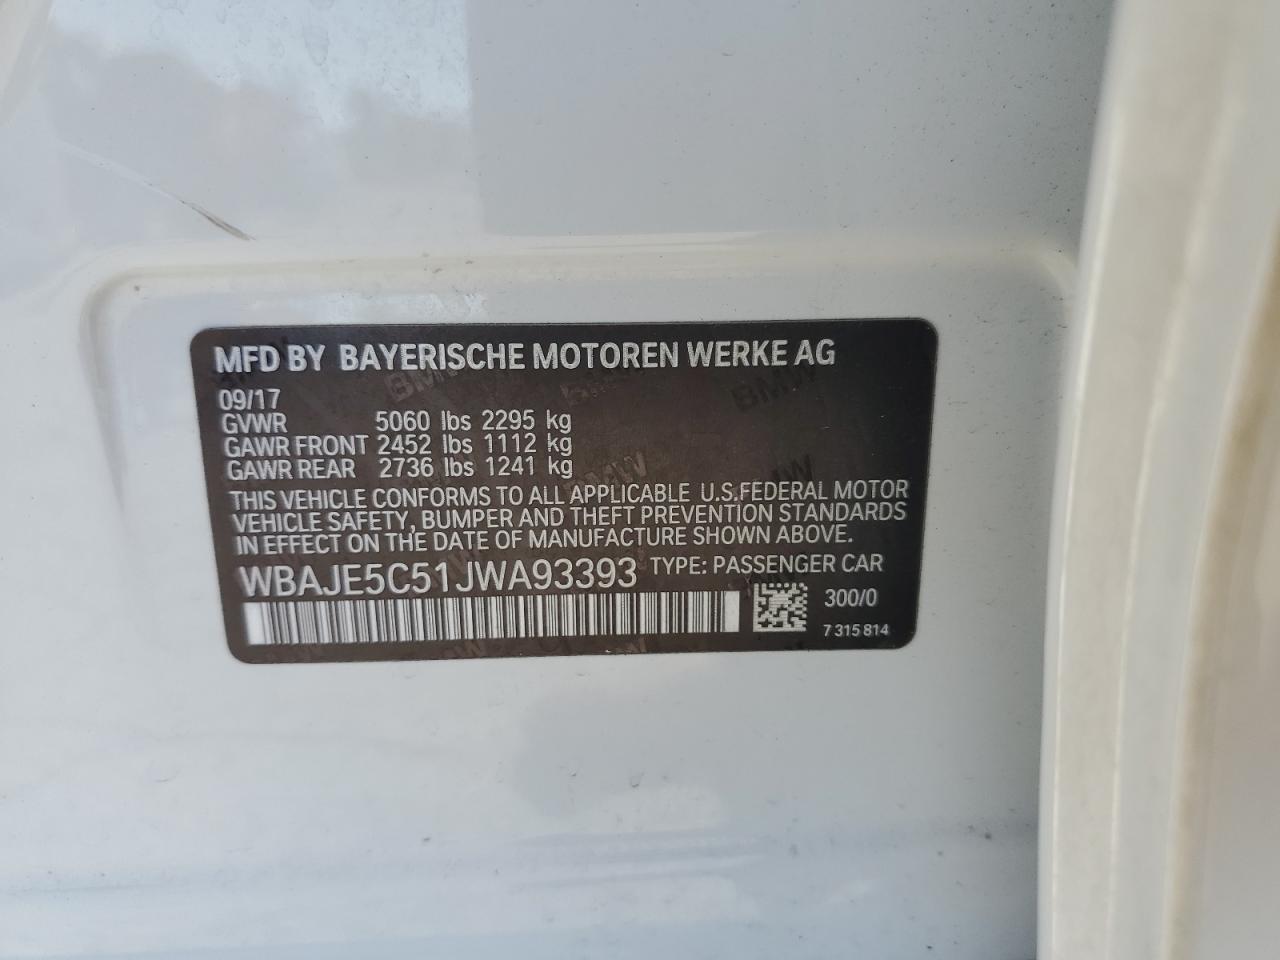 MFD BY BAYERISCHE MOTOREN WERKE AG
09/17
GVWR 5060 lbs 2295 kg
GAWR FRONT 2452 lbs 1112 kg
GAWR REAR 2736 lbs 1241 kg
THIS VEHICLE CONFORMS TO ALL APPLICABLE U.S.FEDERAL MOTOR
VEHICLE SAFETY, BUMPER AND THEFT PREVENTION STANDARDS
IN EFFECT ON THE DATE OF MANUFACTURE SHOWN ABOVE.
WBAJE5C51JWA93393 TYPE: PASSENGER CAR
300/0
7 315 814